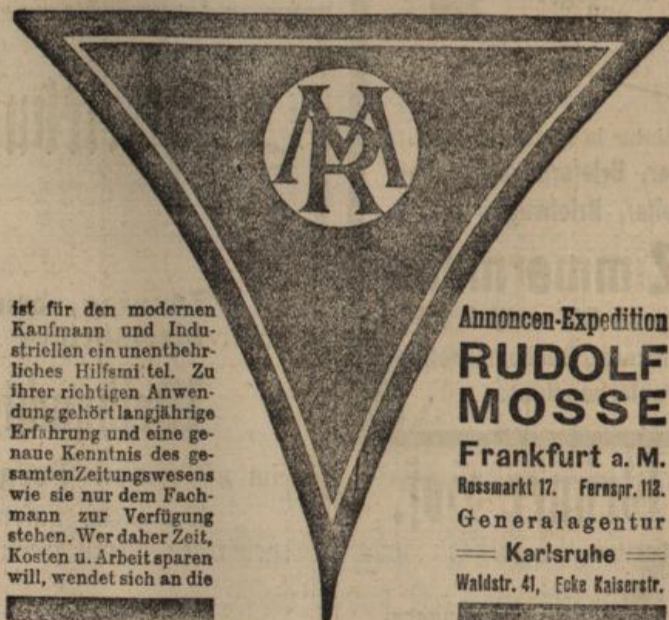 MRM
ist für den modernen
Kaufmann und Indu-
striellen ein unentbehr-
liches Hilfsmi tel. Zu
ihrer richtigen Anwen-
dung gehört langjährige
Erfahrung und eine ge-
naue Kenntnis des ge-
samten Zeitungswesens
wie sie nur dem Fach-
mann zur Verfügung
stehen. Wer daher Zeit,
Kosten u. Arbeit sparen
will, wendet sich an die
Annoncen-Expedition
RUDOLF
MOSSE
Frankfurt a. M.
Rossmarkt 17. Fernspr. 118.
Generalagentur
Karlsruhe
Waldstr. 41, Ecke Kaiserstr.